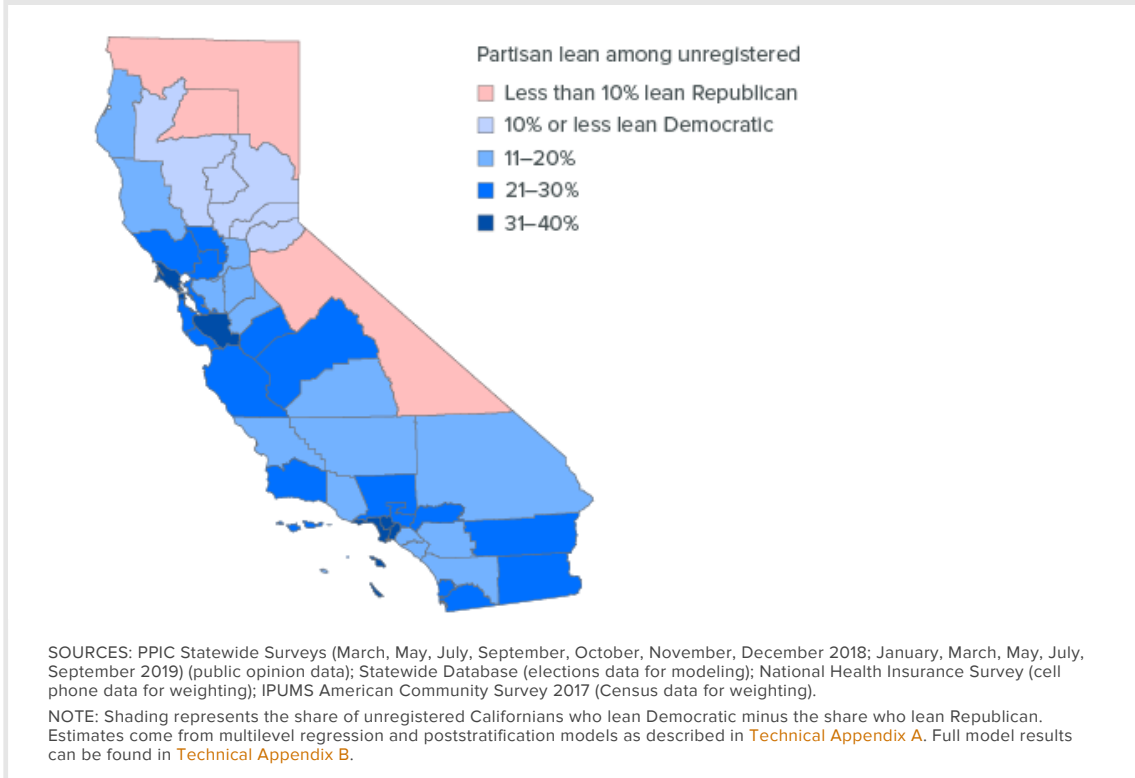 Partisan lean among unregistered
Less than 10% lean Republican
10% or less lean Democratic
11–20%
21–30%
31–40%
SOURCES: PPIC Statewide Surveys (March, May, July, September, October, November, December 2018; January, March, May, July,
September 2019) (public opinion data); Statewide Database (elections data for modeling); National Health Insurance Survey (cell
phone data for weighting); IPUMS American Community Survey 2017 (Census data for weighting).
NOTE: Shading represents the share of unregistered Californians who lean Democratic minus the share who lean Republican.
Estimates come from multilevel regression and poststratification models as described in Technical Appendix A. Full model results
can be found in Technical Appendix B.